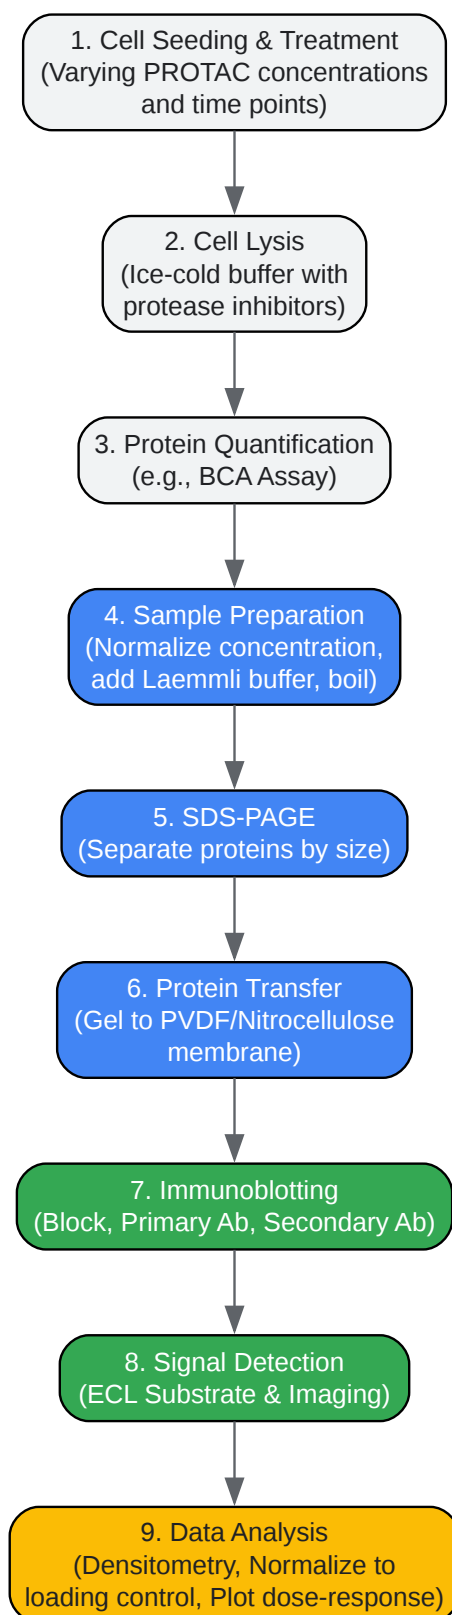 1. Cell Seeding & Treatment
(Varying PROTAC concentrations
and time points)
2. Cell Lysis
(Ice-cold buffer with
protease inhibitors)
3. Protein Quantification
(e.g., BCA Assay)
4. Sample Preparation
(Normalize concentration,
add Laemmli buffer, boil)
5. SDS-PAGE
(Separate proteins by size)
6. Protein Transfer
(Gel to PVDF/Nitrocellulose
membrane)
7. Immunoblotting
(Block, Primary Ab, Secondary Ab)
8. Signal Detection
(ECL Substrate & Imaging)
9. Data Analysis
(Densitometry, Normalize to
loading control, Plot dose-response)